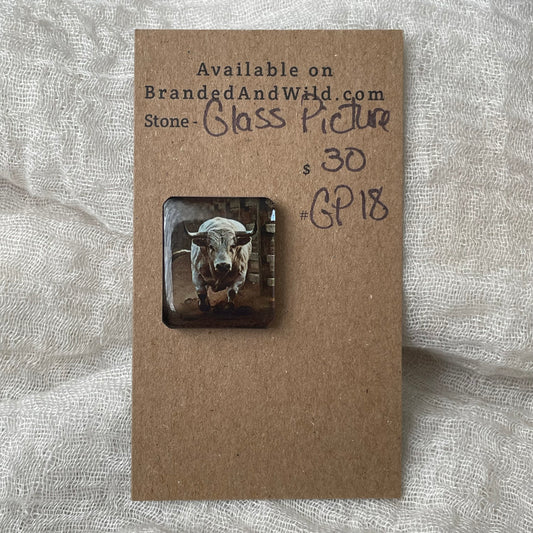 Available on
BrandedAndWild.com
Stone - Glass Picture
$ 30
# GP18